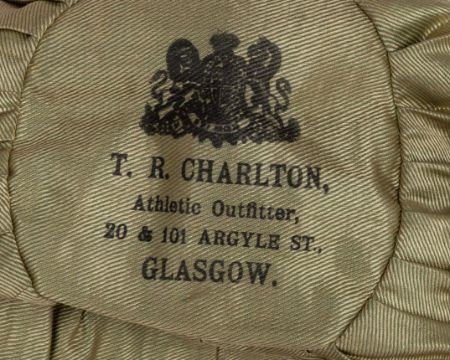 T. R. CHARLTON,
Athletic Outfitter,
20 & 101 ARGYLE ST.,
GLASGOW.